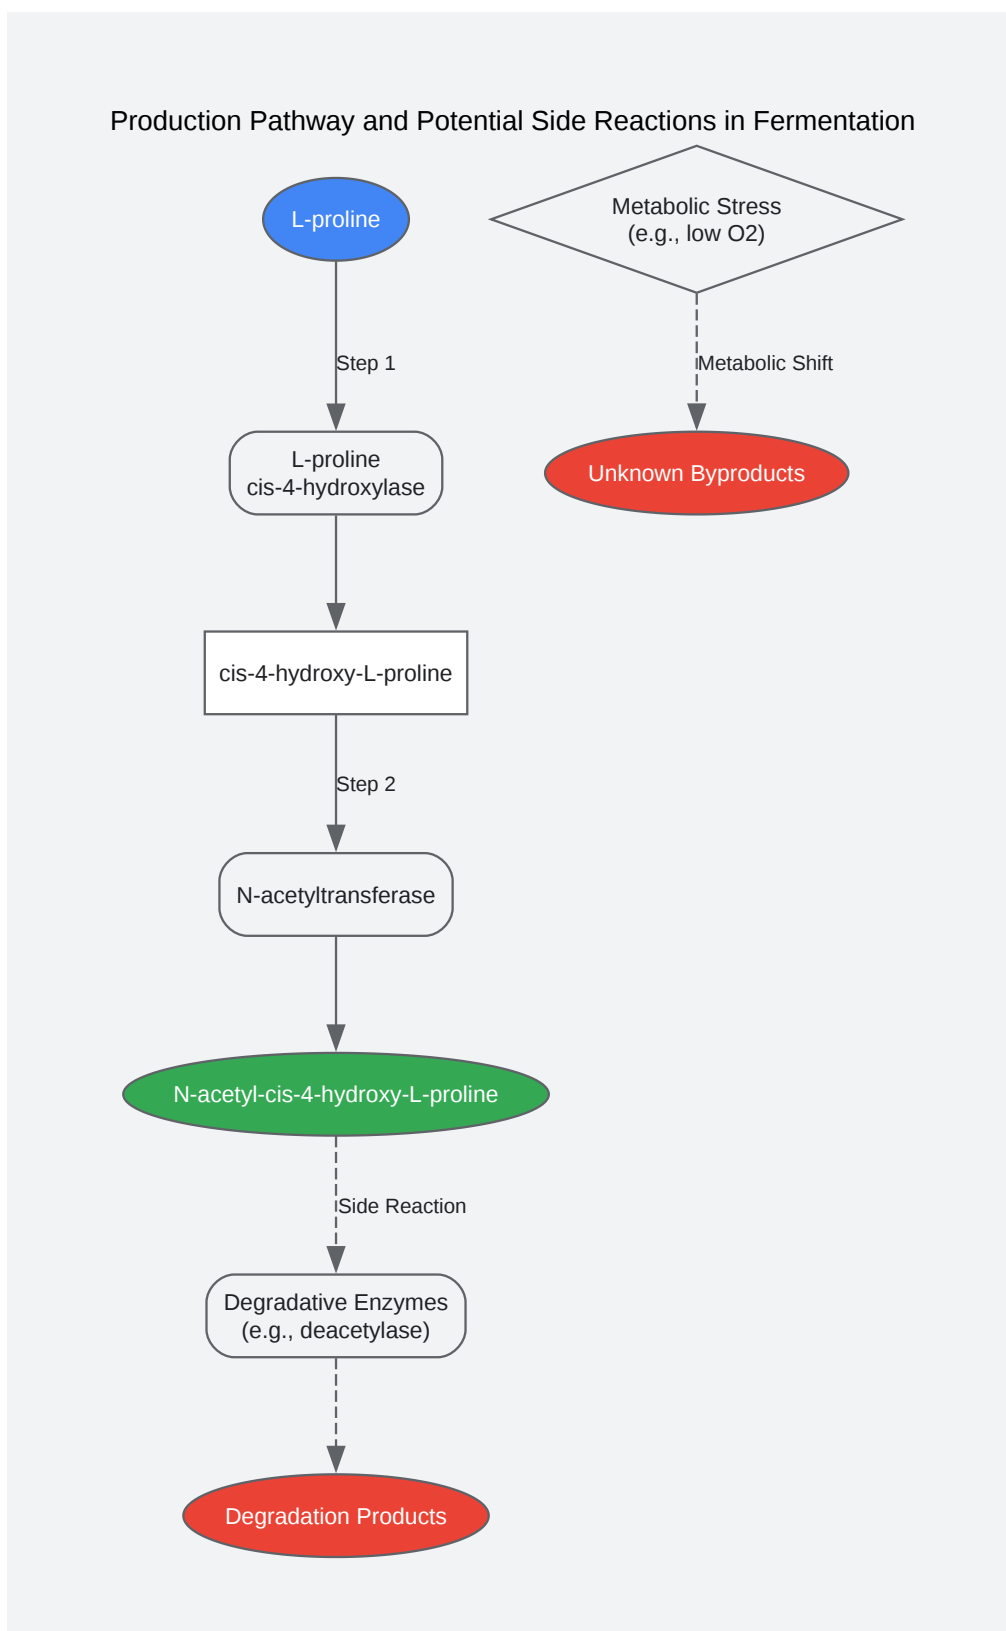 Production Pathway and Potential Side Reactions in Fermentation
L-proline
Metabolic Stress
(e.g., low O2)
Step 1
Metabolic Shift
L-proline
cis-4-hydroxylase
Unknown Byproducts
cis-4-hydroxy-L-proline
Step 2
N-acetyltransferase
N-acetyl-cis-4-hydroxy-L-proline
Side Reaction
Degradative Enzymes
(e.g., deacetylase)
Degradation Products